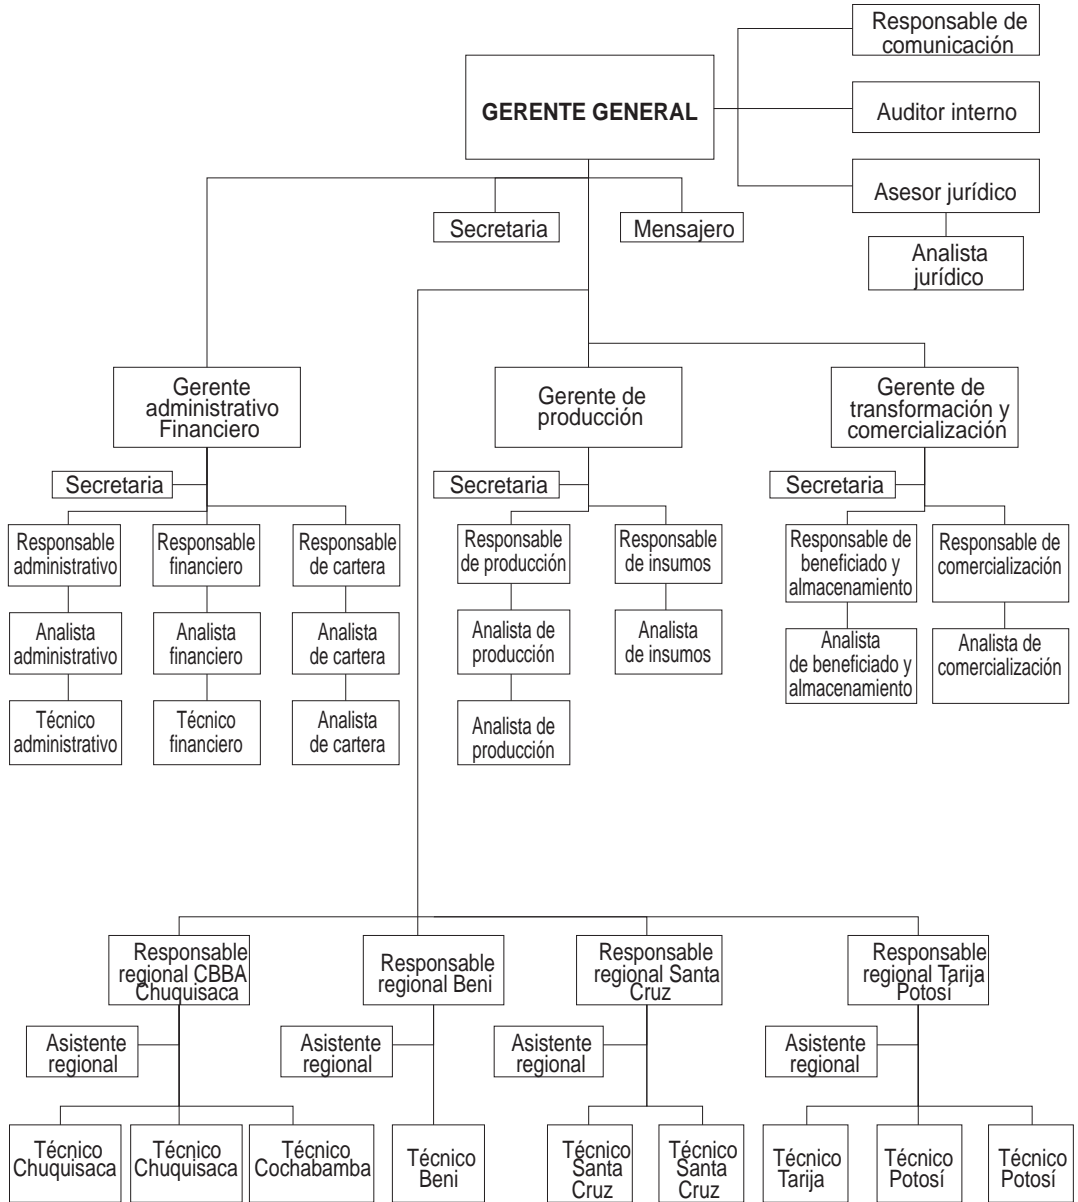 Responsable de
comunicación
GERENTE GENERAL
Auditor interno
Asesor jurídico
Secretaria
Mensajero
Analista
jurídico
Gerente
administrativo
Financiero
Gerente de
producción
Gerente de
transformación y
comercialización
Secretaria
Secretaria
Secretaria
Responsable
administrativo
Responsable
financiero
Responsable
de cartera
Responsable
de producción
Responsable
de insumos
Responsable de
beneficiado y
almacenamiento
Responsable de
comercialización
Analista
administrativo
Analista
financiero
Analista
de cartera
Analista de
producción
Analista
de insumos
Analista
de beneficiado y
almacenamiento
Analista de
comercialización
Técnico
administrativo
Técnico
financiero
Analista
de cartera
Analista de
producción
Responsable
regional CBBA
Chuquisaca
Responsable
regional Beni
Responsable
regional Santa
Cruz
Responsable
regional Tarija
Potosí
Asistente
regional
Asistente
regional
Asistente
regional
Asistente
regional
Técnico
Chuquisaca
Técnico
Chuquisaca
Técnico
Cochabamba
Técnico
Beni
Técnico
Santa
Cruz
Técnico
Santa
Cruz
Técnico
Tarija
Técnico
Potosí
Técnico
Potosí